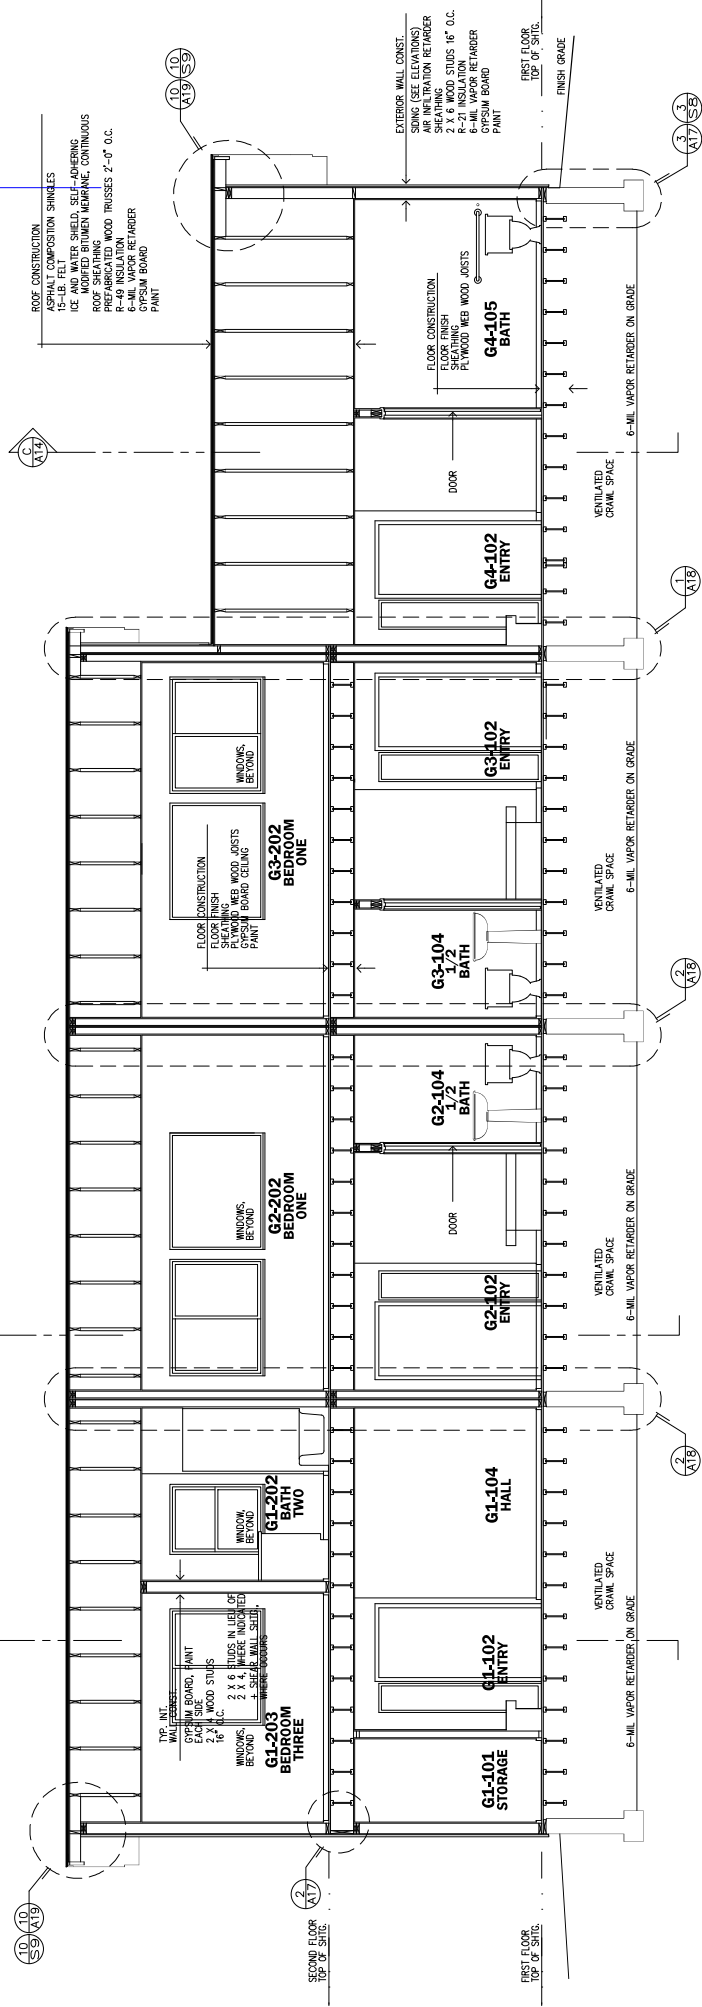 ROOF CONSTRUCTION
ASPHALT COMPOSITION SHINGLES
15-LB. FELT
ICE AND WATER SHIELD, SELF-ADHERING
MODIFIED BITUMEN MEMRANE, CONTINUOUS
ROOF SHEATHING
PREFABRICATED WOOD TRUSSES 2'-0" O.C.
R-49 INSULATION
6-MIL VAPOR RETARDER
GYPSUM BOARD
PAINT
10
A19
10
S9
EXTERIOR WALL CONST.
SIDING (SEE ELEVATIONS)
AIR INFILTRATION RETARDER
SHEATHING
2 X 6 WOOD STUDS 16" O.C.
R-21 INSULATION
6-MIL VAPOR RETARDER
GYPSUM BOARD
PAINT
FIRST FLOOR
TOP OF SHTG.
FINISH GRADE
3
A17
3
S8
C
A14
FLOOR CONSTRUCTION
FLOOR FINISH
SHEATHING
PLYWOOD WEB WOOD JOISTS
G4-105
BATH
DOOR
G4-102
ENTRY
VENTILATED
CRAWL SPACE
6-MIL VAPOR RETARDER ON GRADE
1
A18
WINDOWS,
BEYOND
G3-202
BEDROOM
ONE
FLOOR CONSTRUCTION
FLOOR FINISH
SHEATHING
PLYWOOD WEB WOOD JOISTS
GYPSUM BOARD CEILING
PAINT
G3-102
ENTRY
G3-104
1/2
BATH
VENTILATED
CRAWL SPACE
6-MIL VAPOR RETARDER ON GRADE
2
A18
G2-104
1/2
BATH
WINDOWS,
BEYOND
G2-202
BEDROOM
ONE
DOOR
G2-102
ENTRY
VENTILATED
CRAWL SPACE
6-MIL VAPOR RETARDER ON GRADE
2
A18
G1-202
BATH
TWO
WINDOW,
BEYOND
G1-104
HALL
VENTILATED
CRAWL SPACE
6-MIL VAPOR RETARDER ON GRADE
TYP. INT.
WALL CONST.
GYPSUM BOARD, PAINT
EACH SIDE
2 X 4 WOOD STUDS
16" O.C.
2 X 6 STUDS IN LIEU OF
2 X 4, WHERE INDICATED
+ SHEAR WALL SHTG.,
WHERE OCCURS
WINDOWS,
BEYOND
G1-203
BEDROOM
THREE
G1-102
ENTRY
G1-101
STORAGE
10
S9
10
A19
2
A17
SECOND FLOOR
TOP OF SHTG.
FIRST FLOOR
TOP OF SHTG.